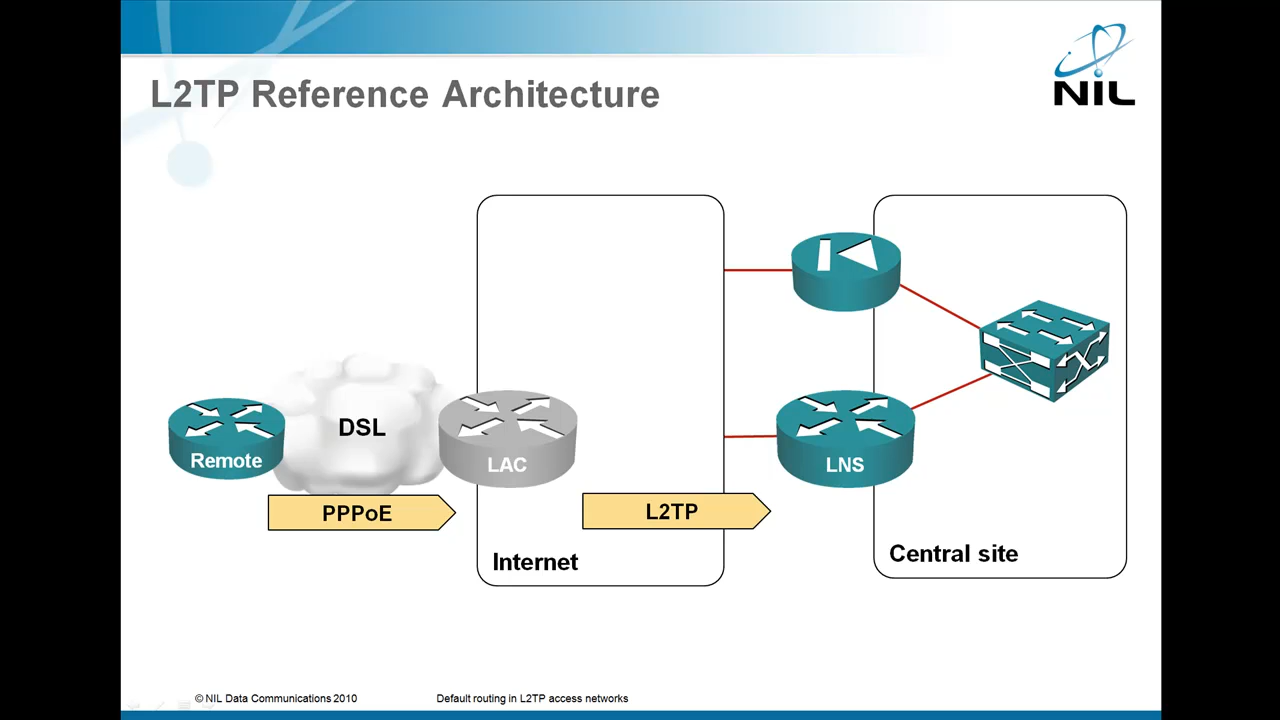 NIL
L2TP Reference Architecture
DSL
Remote
LAC
LNS
PPPoE
L2TP
Internet
Central site
© NIL Data Communications 2010
Default routing in L2TP access networks